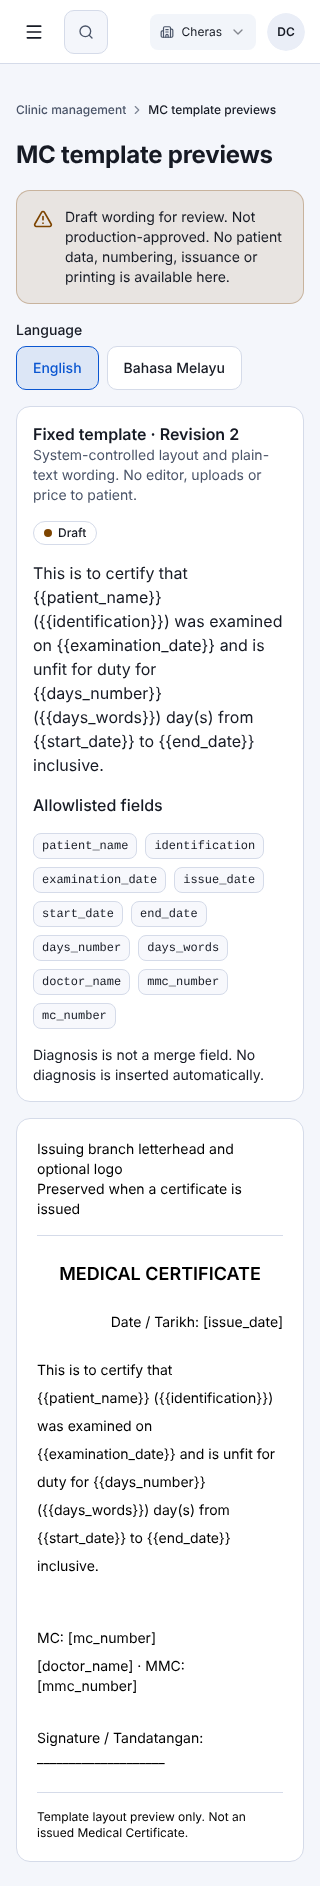 Cheras
DC
Clinic management > MC template previews
MC template previews
Draft wording for review. Not
production-approved. No patient
data, numbering, issuance or
printing is available here.
Language
English
Bahasa Melayu
Fixed template · Revision 2
System-controlled layout and plain-
text wording. No editor, uploads or
price to patient.
Draft
This is to certify that
{{patient_name}}
({{identification}}) was examined
on {{examination_date}} and is
unfit for duty for
{{days_number}}
({{days_words}}) day(s) from
{{start_date}} to {{end_date}}
inclusive.
Allowlisted fields
patient_name identification
examination_date issue_date
start_date end_date
days_number days_words
doctor_name mmc_number
mc_number
Diagnosis is not a merge field. No
diagnosis is inserted automatically.
Issuing branch letterhead and
optional logo
Preserved when a certificate is
issued
MEDICAL CERTIFICATE
Date / Tarikh: [issue_date]
This is to certify that
{{patient_name}} ({{identification}})
was examined on
{{examination_date}} and is unfit for
duty for {{days_number}}
({{days_words}}) day(s) from
{{start_date}} to {{end_date}}
inclusive.
MC: [mc_number]
[doctor_name] · MMC:
[mmc_number]
Signature / Tandatangan:
____________________
Template layout preview only. Not an
issued Medical Certificate.